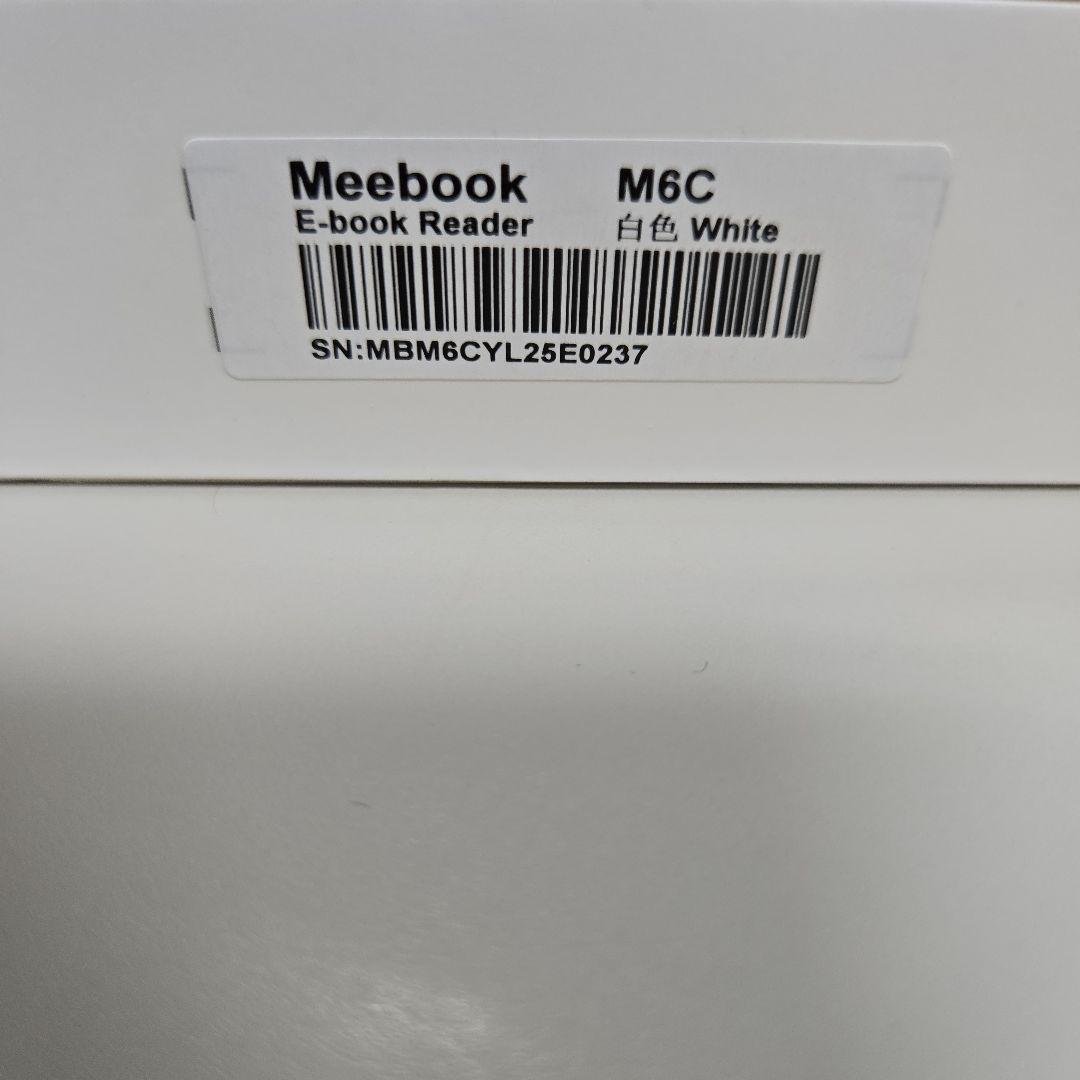 Meebook M6C
E-book Reader 白色 White
SN:MBM6CYL25E0237